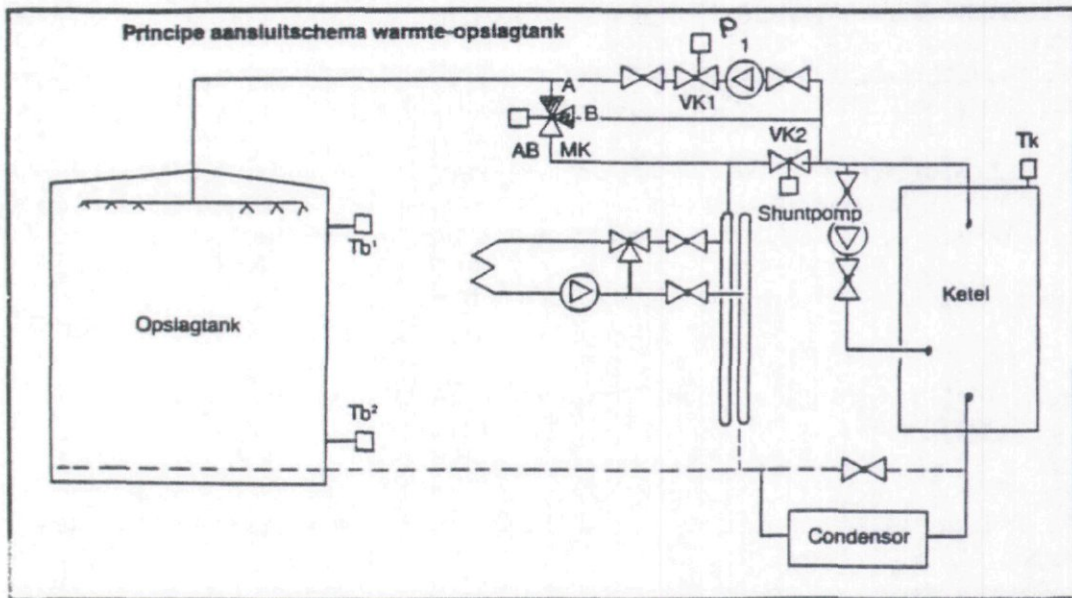 Principe aansluitschema warmte-opslagtank
P1
A
VK1
B
AB
MK
VK2
Tk
Shuntpomp
Tb¹
Opslagtank
Ketel
Tb²
Condensor